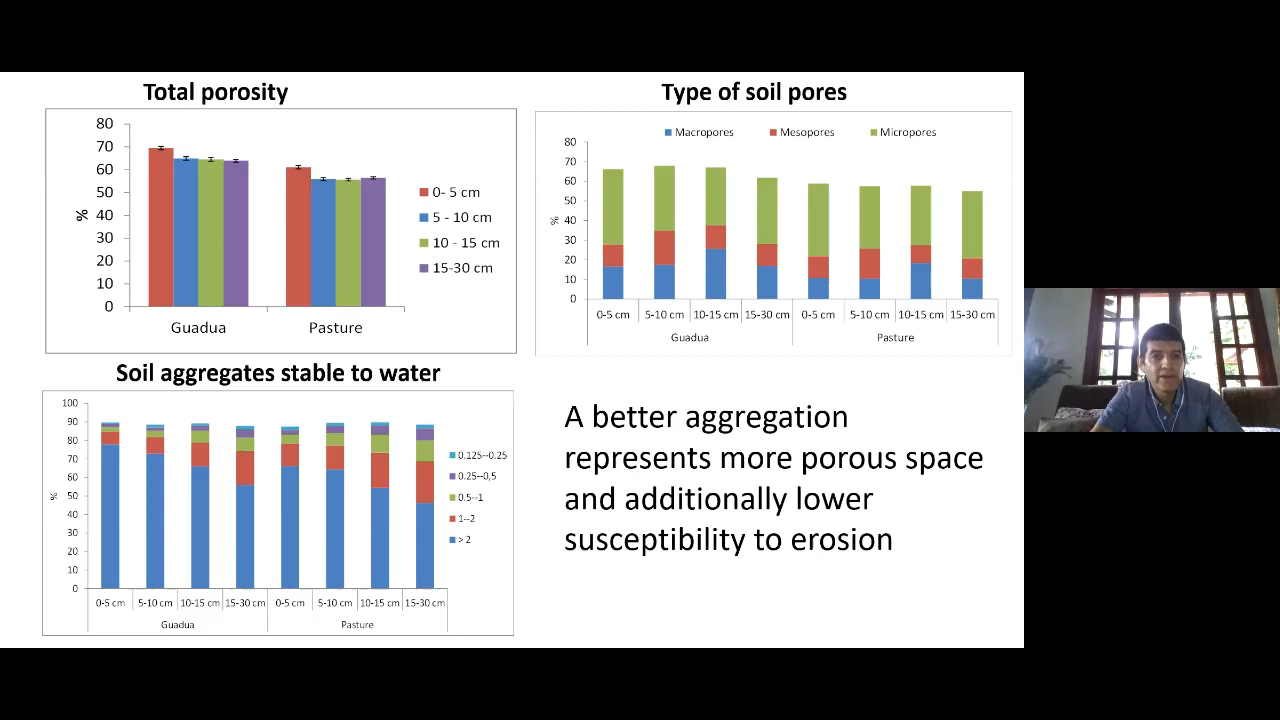 Total porosity
80
70
60
50
40
30
20
10
0
%
Guadua
Pasture
0- 5 cm
5 - 10 cm
10 - 15 cm
15-30 cm
Type of soil pores
Macropores Mesopores Micropores
80
70
60
50
40
30
20
10
0
%
0-5 cm 5-10 cm 10-15 cm 15-30 cm 0-5 cm 5-10 cm 10-15 cm 15-30 cm
Guadua Pasture
Soil aggregates stable to water
100
90
80
70
60
50
40
30
20
10
0
%
0.125--0.25
0.25--0,5
0.5--1
1--2
> 2
0-5 cm 5-10 cm 10-15 cm 15-30 cm 0-5 cm 5-10 cm 10-15 cm 15-30 cm
Guadua Pasture
A better aggregation
represents more porous space
and additionally lower
susceptibility to erosion